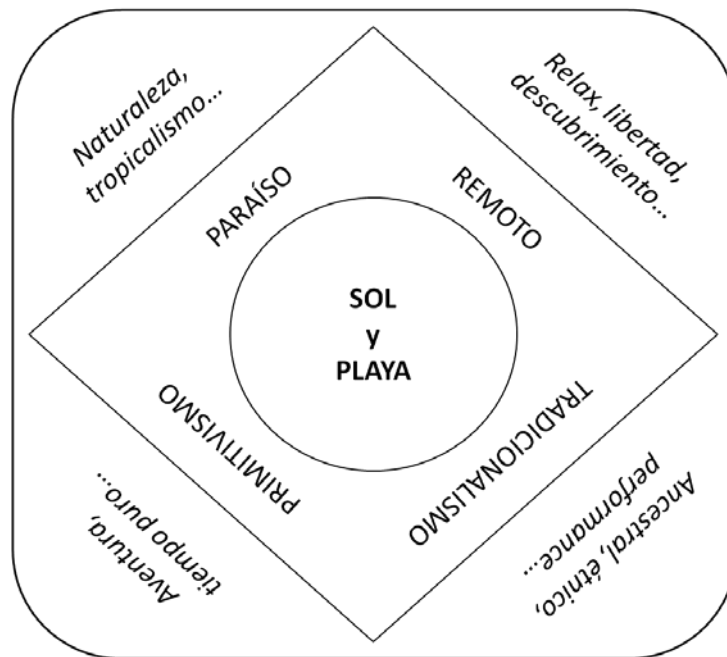 Naturaleza,
tropicalismo...
Relax, libertad,
descubrimiento...
PARAÍSO
REMOTO
SOL
y
PLAYA
PRIMITIVISMO
TRADICIONALISMO
Aventura,
tiempo puro...
Ancestral, étnico,
performance...